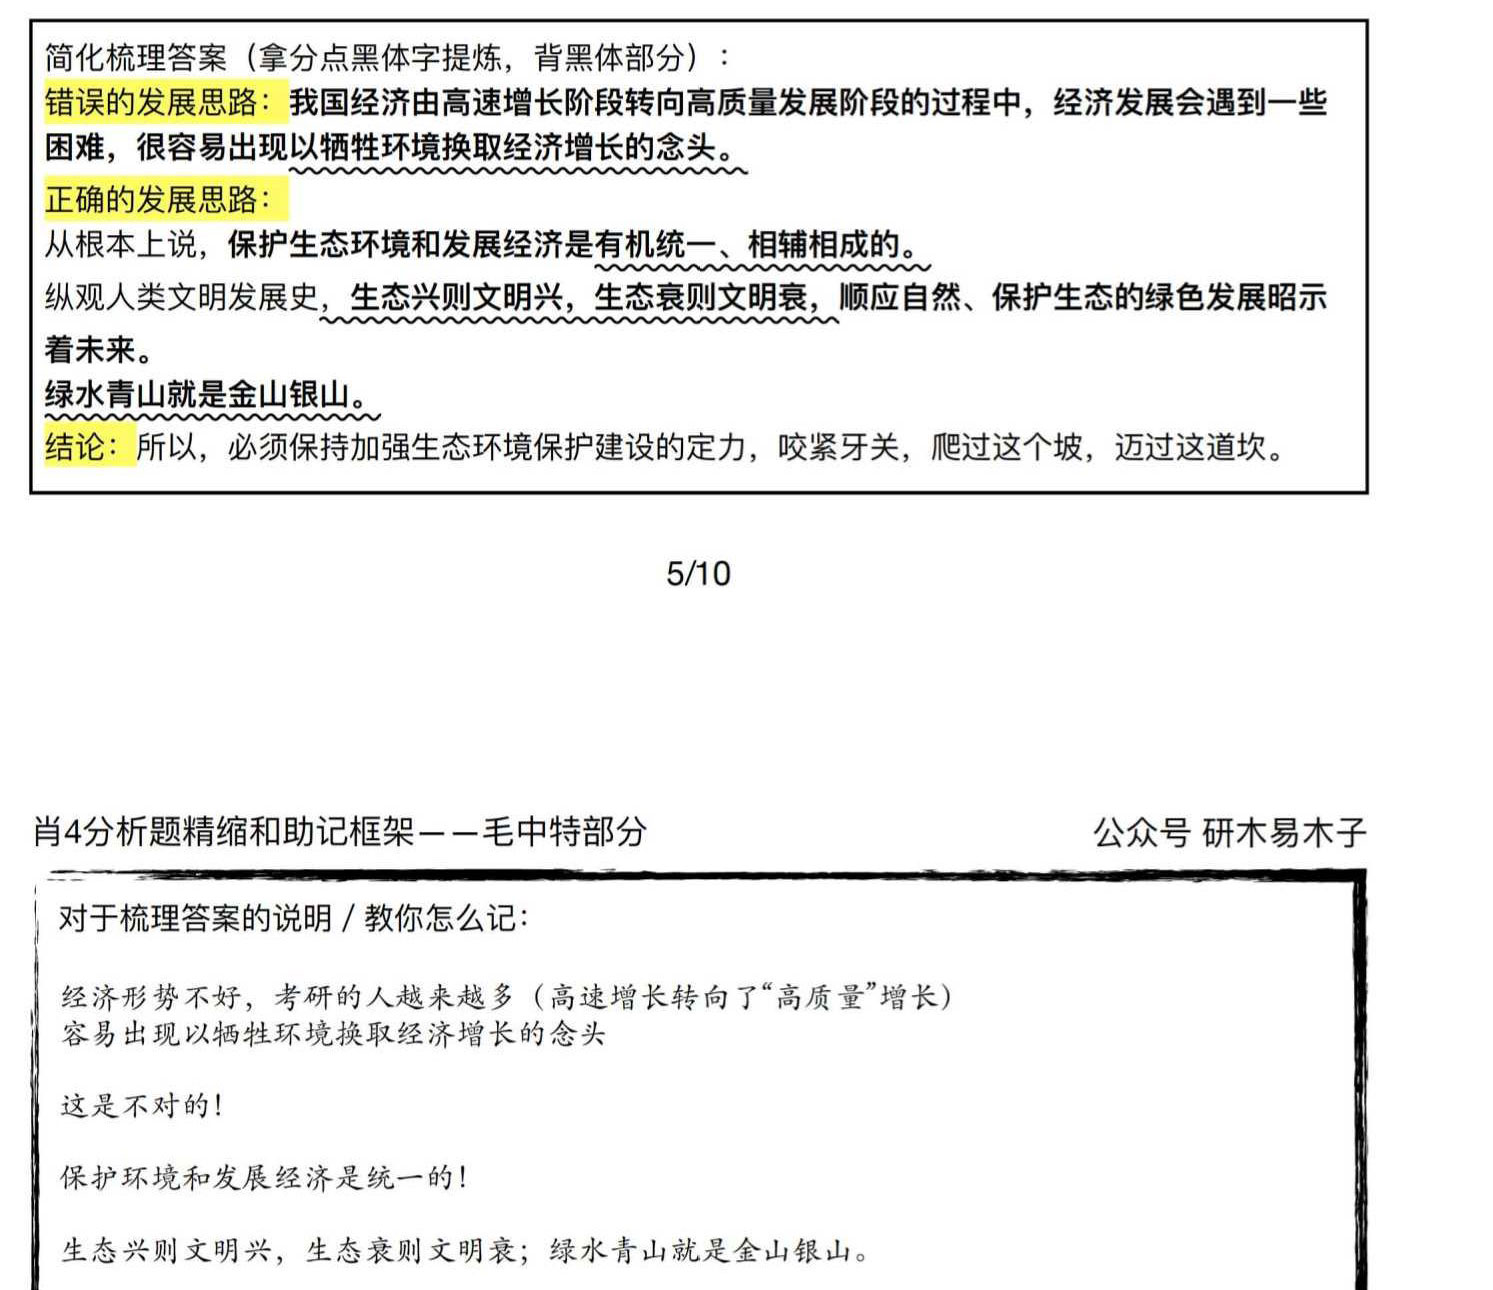 简化梳理答案（拿分点黑体字提炼，背黑体部分）：
错误的发展思路：我国经济由高速增长阶段转向高质量发展阶段的过程中，经济发展会遇到一些
困难，很容易出现以牺牲环境换取经济增长的念头。
正确的发展思路：
从根本上说，保护生态环境和发展经济是有机统一、相辅相成的。
纵观人类文明发展史，生态兴则文明兴，生态衰则文明衰，顺应自然、保护生态的绿色发展昭示
着未来。
绿水青山就是金山银山。
结论：所以，必须保持加强生态环境保护建设的定力，咬紧牙关，爬过这个坡，迈过这道坎。
5/10
肖4分析题精缩和助记框架——毛中特部分 公众号 研木易木子
对于梳理答案的说明 / 教你怎么记：
经济形势不好，考研的人越来越多（高速增长转向了“高质量”增长）
容易出现以牺牲环境换取经济增长的念头
这是不对的！
保护环境和发展经济是统一的！
生态兴则文明兴，生态衰则文明衰；绿水青山就是金山银山。